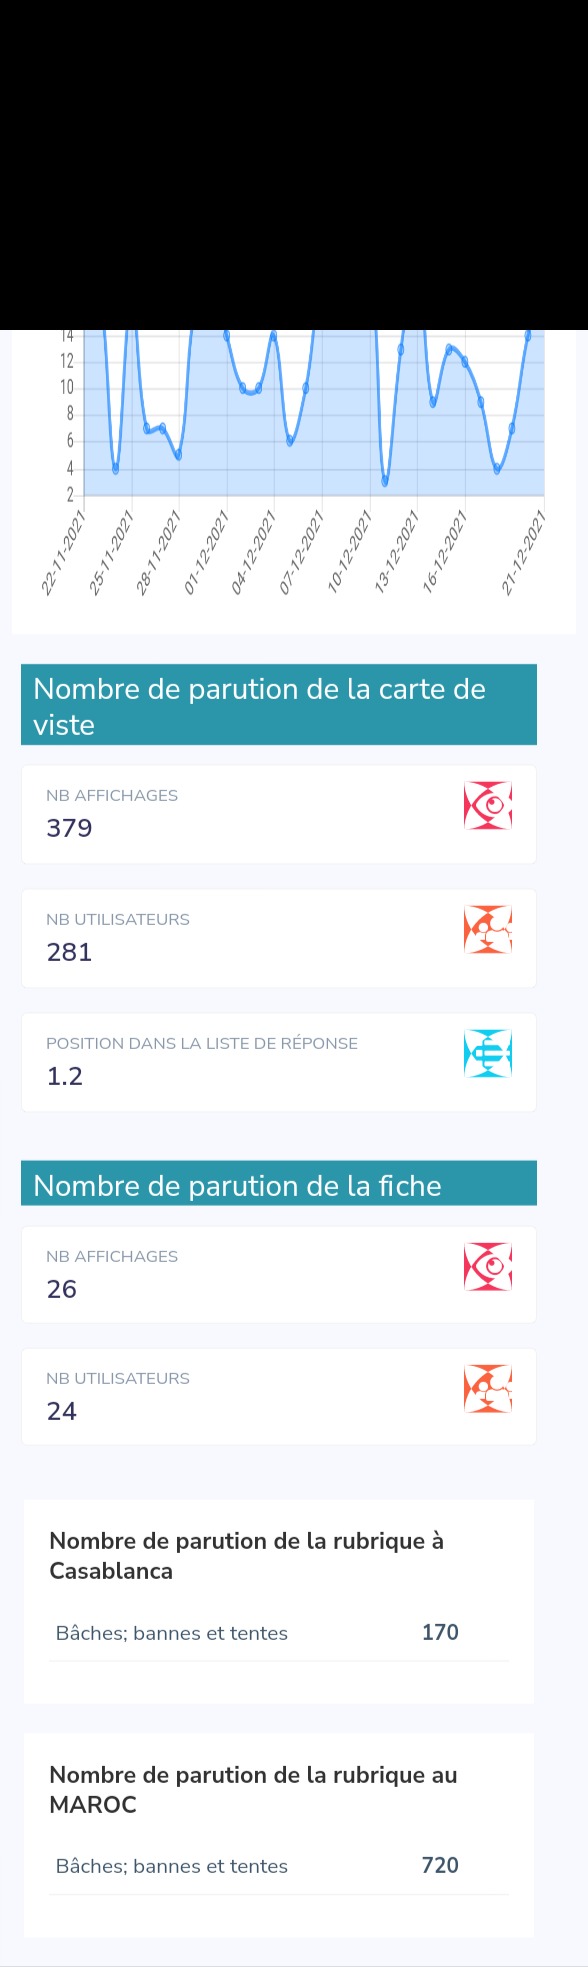 14
12
10
8
6
4
2
22-11-2021
25-11-2021
28-11-2021
01-12-2021
04-12-2021
07-12-2021
10-12-2021
13-12-2021
16-12-2021
21-12-2021
Nombre de parution de la carte de
viste
NB AFFICHAGES
379
NB UTILISATEURS
281
POSITION DANS LA LISTE DE RÉPONSE
1.2
Nombre de parution de la fiche
NB AFFICHAGES
26
NB UTILISATEURS
24
Nombre de parution de la rubrique à
Casablanca
Bâches; bannes et tentes 170
Nombre de parution de la rubrique au
MAROC
Bâches; bannes et tentes 720